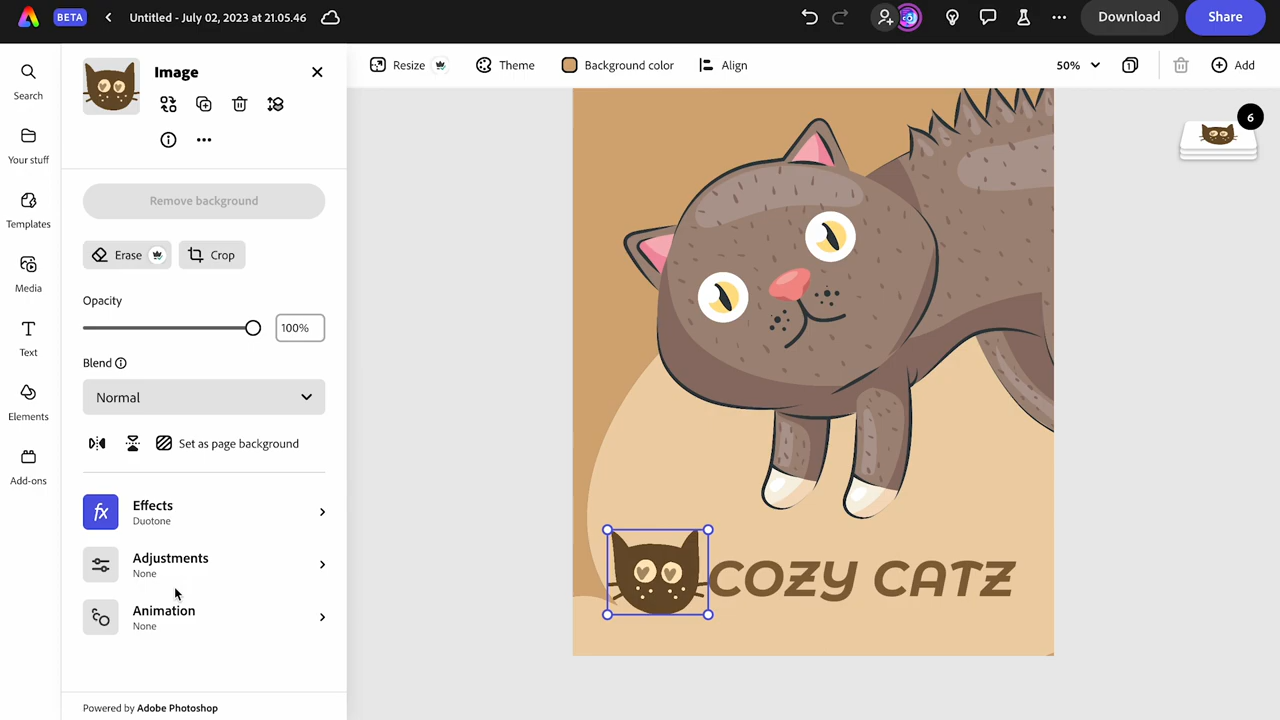 BETA
Untitled - July 02, 2023 at 21.05.46
Download
Share
Search
Your stuff
Templates
Media
Text
Elements
Add-ons
Image
Remove background
Erase
Crop
Opacity
100%
Blend
Normal
Set as page background
fx
Effects
Duotone
Adjustments
None
Animation
None
Powered by Adobe Photoshop
Resize
Theme
Background color
Align
50%
Add
6
COZY CATZ